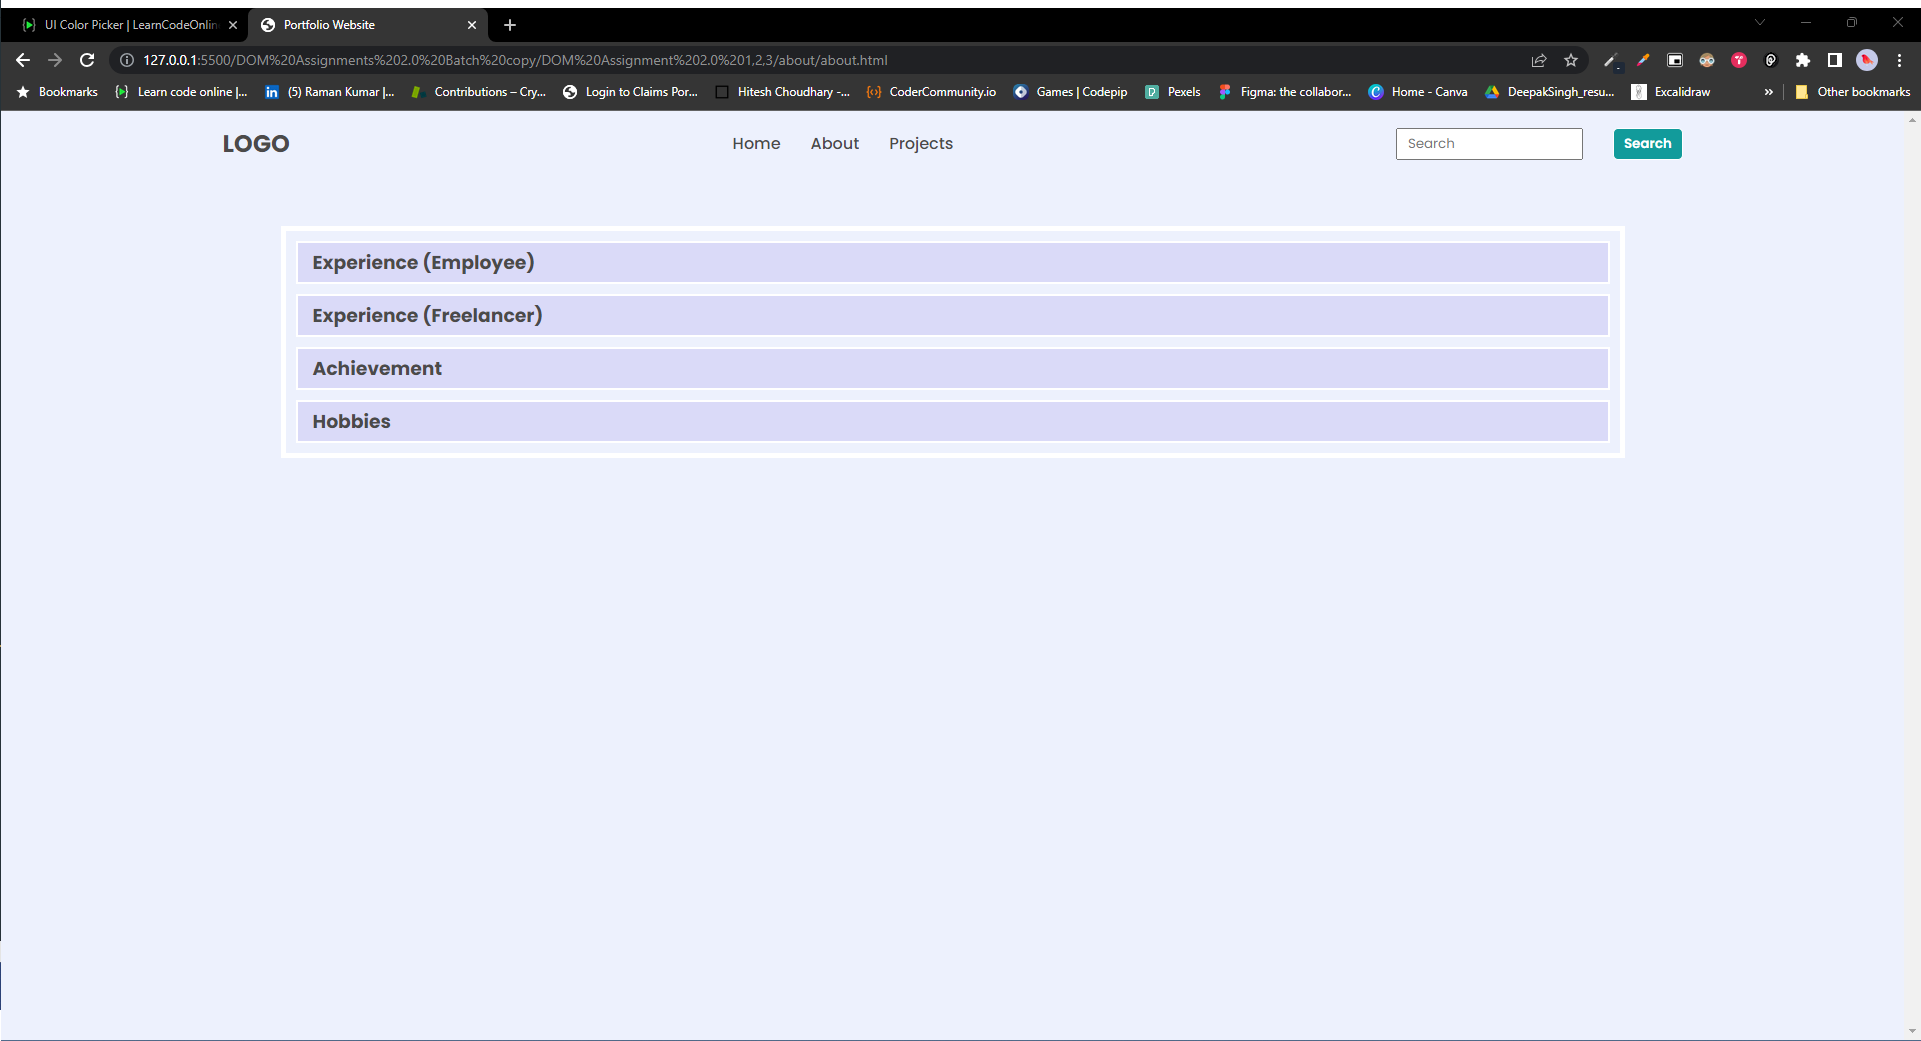 UI Color Picker | LearnCodeOnlin
Portfolio Website
127.0.0.1:5500/DOM%20Assignments%202.0%20Batch%20copy/DOM%20Assignment%202.0%201,2,3/about/about.html
Bookmarks Learn code online |... (5) Raman Kumar |... Contributions – Cry... Login to Claims Por... Hitesh Choudhary -... CoderCommunity.io Games | Codepip Pexels Figma: the collabor... Home - Canva DeepakSingh_resu... Excalidraw » Other bookmarks
LOGO Home About Projects Search Search
Experience (Employee)
Experience (Freelancer)
Achievement
Hobbies